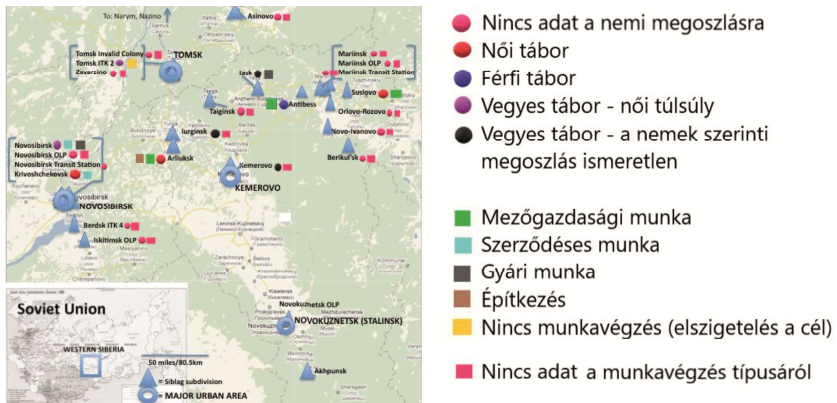 To: Narym, Nazino
Asinovo
Tomsk Invalid Colony
Tomsk ITK 2
Zavarzino
TOMSK
Mariinsk
Mariinsk OLP
Mariinsk Transit Station
Iask
Suslovo
Antibess
Taiginsk
Orlovo-Rozovo
Iurginsk
Novo-Ivanovo
Novosibirsk
Novosibirsk OLP
Novosibirsk Transit Station
Krivoshchekovsk
Arliuksk
Berikul'sk
Kemerovo
KEMEROVO
NOVOSIBIRSK
Berdsk ITK 4
Iskitimsk OLP
Novokuznetsk OLP
NOVOKUZNETSK (STALINSK)
Akhpunsk
Soviet Union
WESTERN SIBERIA
50 miles/80.5km
= Siblag subdivision
= MAJOR URBAN AREA
Nincs adat a nemi megoszlásra
Női tábor
Férfi tábor
Vegyes tábor - női túlsúly
Vegyes tábor - a nemek szerinti
megoszlás ismeretlen
Mezőgazdasági munka
Szerződéses munka
Gyári munka
Építkezés
Nincs munkavégzés (elszigetelés a cél)
Nincs adat a munkavégzés típusáról